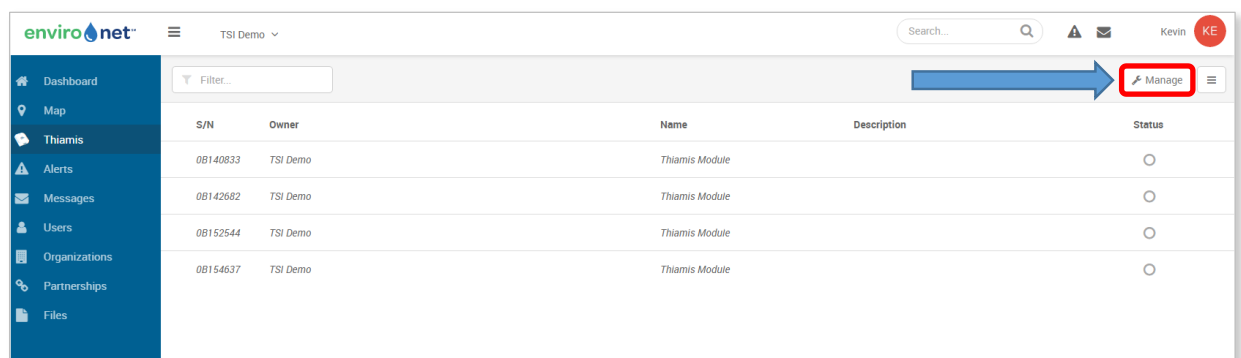 environet℠ TSI Demo Search... Kevin KE
Dashboard Filter... Manage
Map
S/N Owner Name Description Status
Thiamis
0B140833 TSI Demo Thiamis Module
Alerts
Messages 0B142682 TSI Demo Thiamis Module
Users
0B152544 TSI Demo Thiamis Module
Organizations
0B154637 TSI Demo Thiamis Module
Partnerships
Files